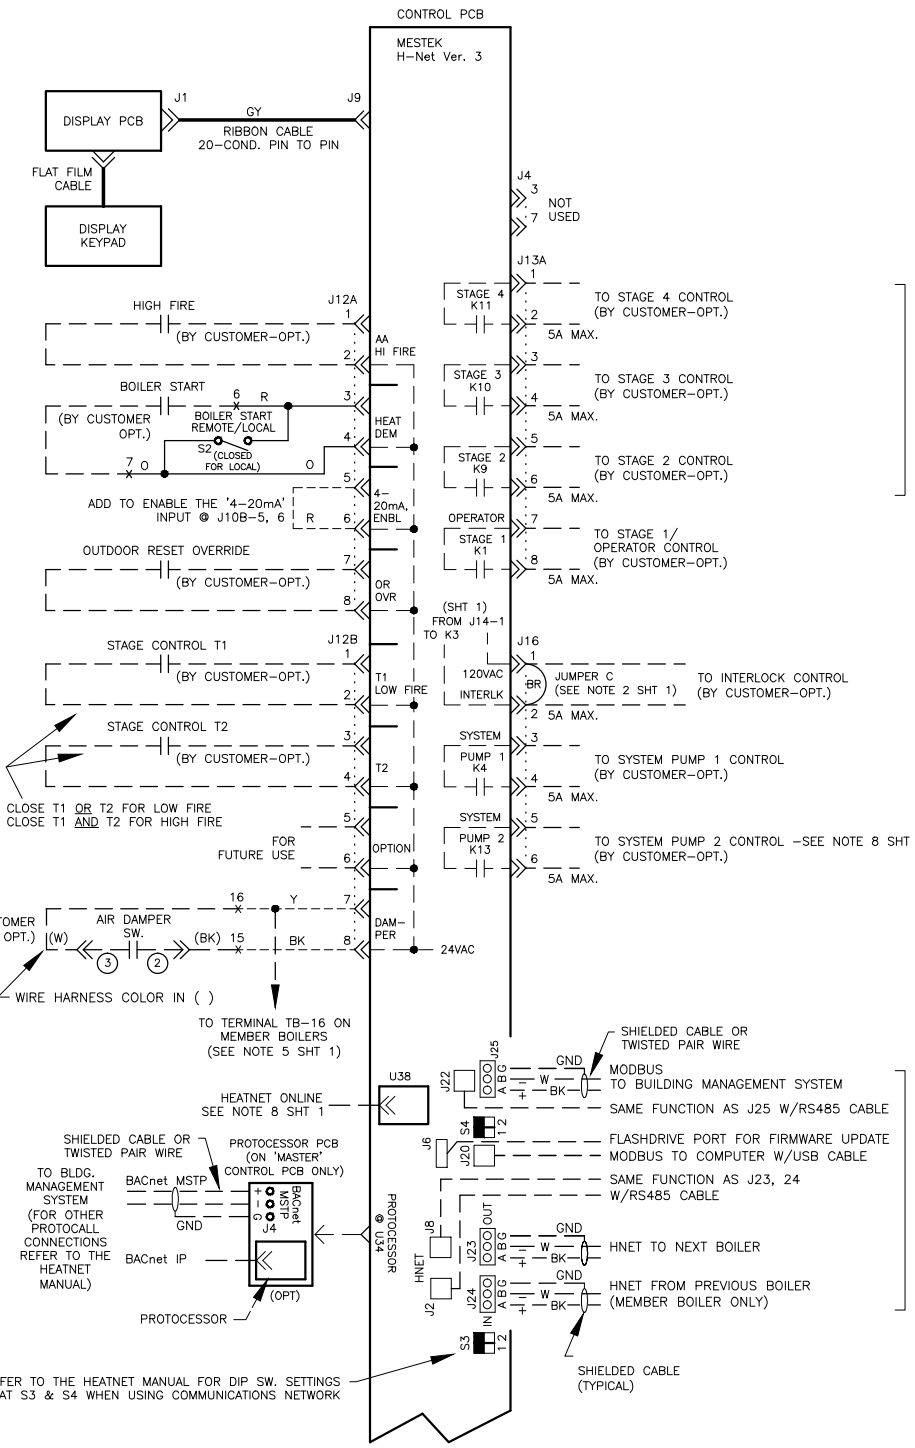 CONTROL PCB
MESTEK
H-Net Ver. 3
J1
GY
J9
DISPLAY PCB
RIBBON CABLE
20-COND. PIN TO PIN
FLAT FILM
CABLE
DISPLAY
KEYPAD
J4
3
NOT
USED
7
J13A
1
STAGE 4
K11
TO STAGE 4 CONTROL
(BY CUSTOMER-OPT.)
2
5A MAX.
3
STAGE 3
K10
TO STAGE 3 CONTROL
(BY CUSTOMER-OPT.)
4
5A MAX.
5
STAGE 2
K9
TO STAGE 2 CONTROL
(BY CUSTOMER-OPT.)
6
5A MAX.
OPERATOR
7
STAGE 1
K1
TO STAGE 1/
OPERATOR CONTROL
(BY CUSTOMER-OPT.)
8
5A MAX.
J12A
HIGH FIRE
1
(BY CUSTOMER-OPT.)
2
AA
HI FIRE
BOILER START
6
R
3
(BY CUSTOMER
OPT.)
BOILER START
REMOTE/LOCAL
S2
(CLOSED
FOR LOCAL)
HEAT
DEM
4
7
O
O
5
ADD TO ENABLE THE '4-20mA'
INPUT @ J10B-5, 6
R
6
4-
20mA,
ENBL
OUTDOOR RESET OVERRIDE
7
(BY CUSTOMER-OPT.)
8
OR
OVR
(SHT 1)
FROM J14-1
TO K3
J16
1
120VAC
INTERLK
BR
JUMPER C
(SEE NOTE 2 SHT 1)
TO INTERLOCK CONTROL
(BY CUSTOMER-OPT.)
2
5A MAX.
J12B
STAGE CONTROL T1
1
(BY CUSTOMER-OPT.)
2
T1
LOW FIRE
STAGE CONTROL T2
3
(BY CUSTOMER-OPT.)
4
T2
SYSTEM
3
PUMP 1
K4
TO SYSTEM PUMP 1 CONTROL
(BY CUSTOMER-OPT.)
4
5A MAX.
CLOSE T1 OR T2 FOR LOW FIRE
CLOSE T1 AND T2 FOR HIGH FIRE
SYSTEM
5
PUMP 2
K13
TO SYSTEM PUMP 2 CONTROL -SEE NOTE 8 SHT
(BY CUSTOMER-OPT.)
6
5A MAX.
5
FOR
FUTURE USE
6
OPTION
16
Y
7
TOMER
OPT.)
(W)
AIR DAMPER
SW.
(BK)
15
BK
8
DAM-
PER
24VAC
3
2
WIRE HARNESS COLOR IN ( )
TO TERMINAL TB-16 ON
MEMBER BOILERS
(SEE NOTE 5 SHT 1)
SHIELDED CABLE OR
TWISTED PAIR WIRE
J25
J22
G
B
A
GND
- W
+ BK
MODBUS
TO BUILDING MANAGEMENT SYSTEM
U38
HEATNET ONLINE
SEE NOTE 8 SHT 1
SAME FUNCTION AS J25 W/RS485 CABLE
S4
1 2
J6
J20
FLASHDRIVE PORT FOR FIRMWARE UPDATE
MODBUS TO COMPUTER W/USB CABLE
SAME FUNCTION AS J23, 24
W/RS485 CABLE
SHIELDED CABLE OR
TWISTED PAIR WIRE
PROTOCESSOR PCB
(ON 'MASTER'
CONTROL PCB ONLY)
TO BLDG.
MANAGEMENT
SYSTEM
(FOR OTHER
PROTOCALL
CONNECTIONS
REFER TO THE
HEATNET
MANUAL)
BACnet MSTP
GND
+
-
G
BACnet
MSTP
J4
BACnet IP
(OPT)
PROTOCESSOR
PROTOCESSOR
@ U34
HNET
J8
J2
OUT
J23
G
B
A
GND
- W
+ BK
HNET TO NEXT BOILER
J24
IN
G
B
A
GND
- W
+ BK
HNET FROM PREVIOUS BOILER
(MEMBER BOILER ONLY)
S3
1 2
SHIELDED CABLE
(TYPICAL)
FER TO THE HEATNET MANUAL FOR DIP SW. SETTINGS
AT S3 & S4 WHEN USING COMMUNICATIONS NETWORK